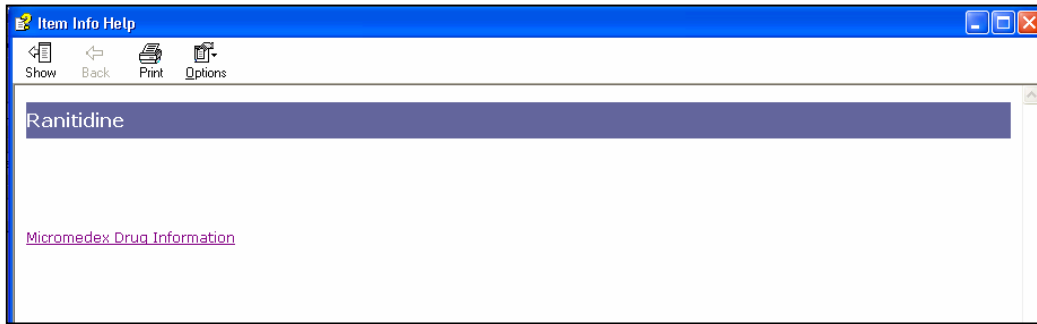 Item Info Help
Show Back Print Options
Ranitidine
Micromedex Drug Information